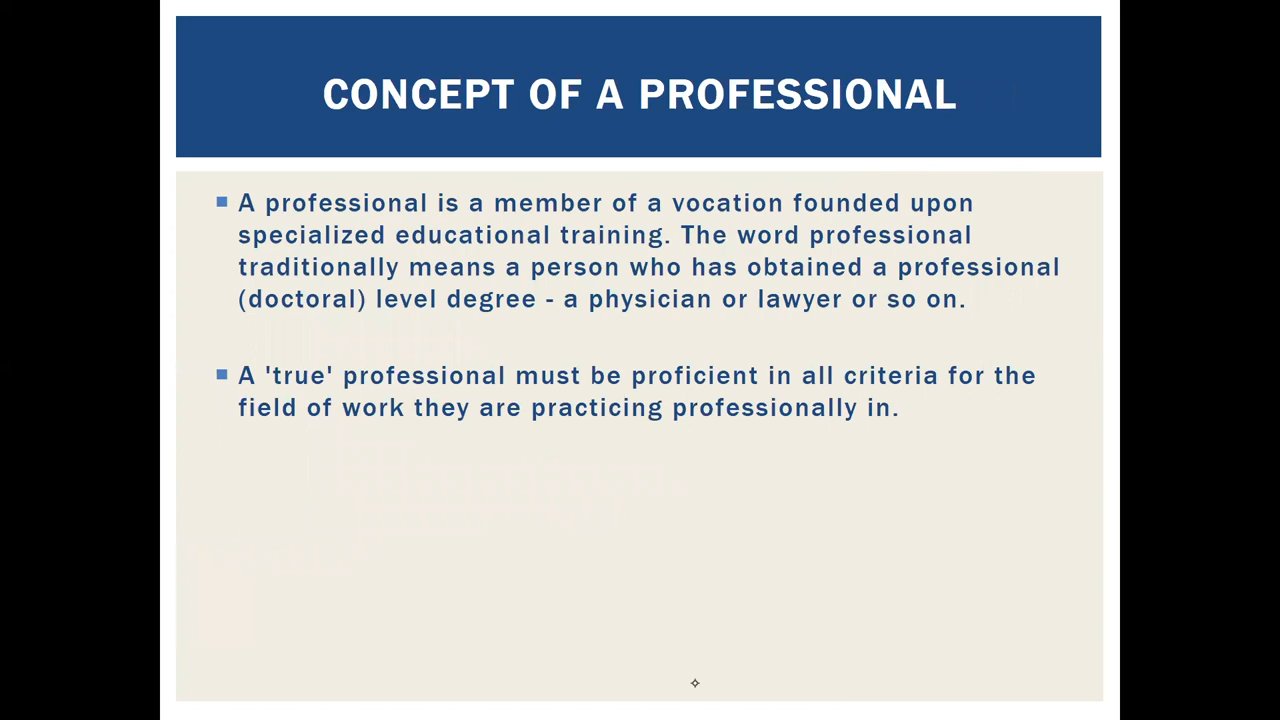 CONCEPT OF A PROFESSIONAL
A professional is a member of a vocation founded upon
specialized educational training. The word professional
traditionally means a person who has obtained a professional
(doctoral) level degree - a physician or lawyer or so on.
A 'true' professional must be proficient in all criteria for the
field of work they are practicing professionally in.